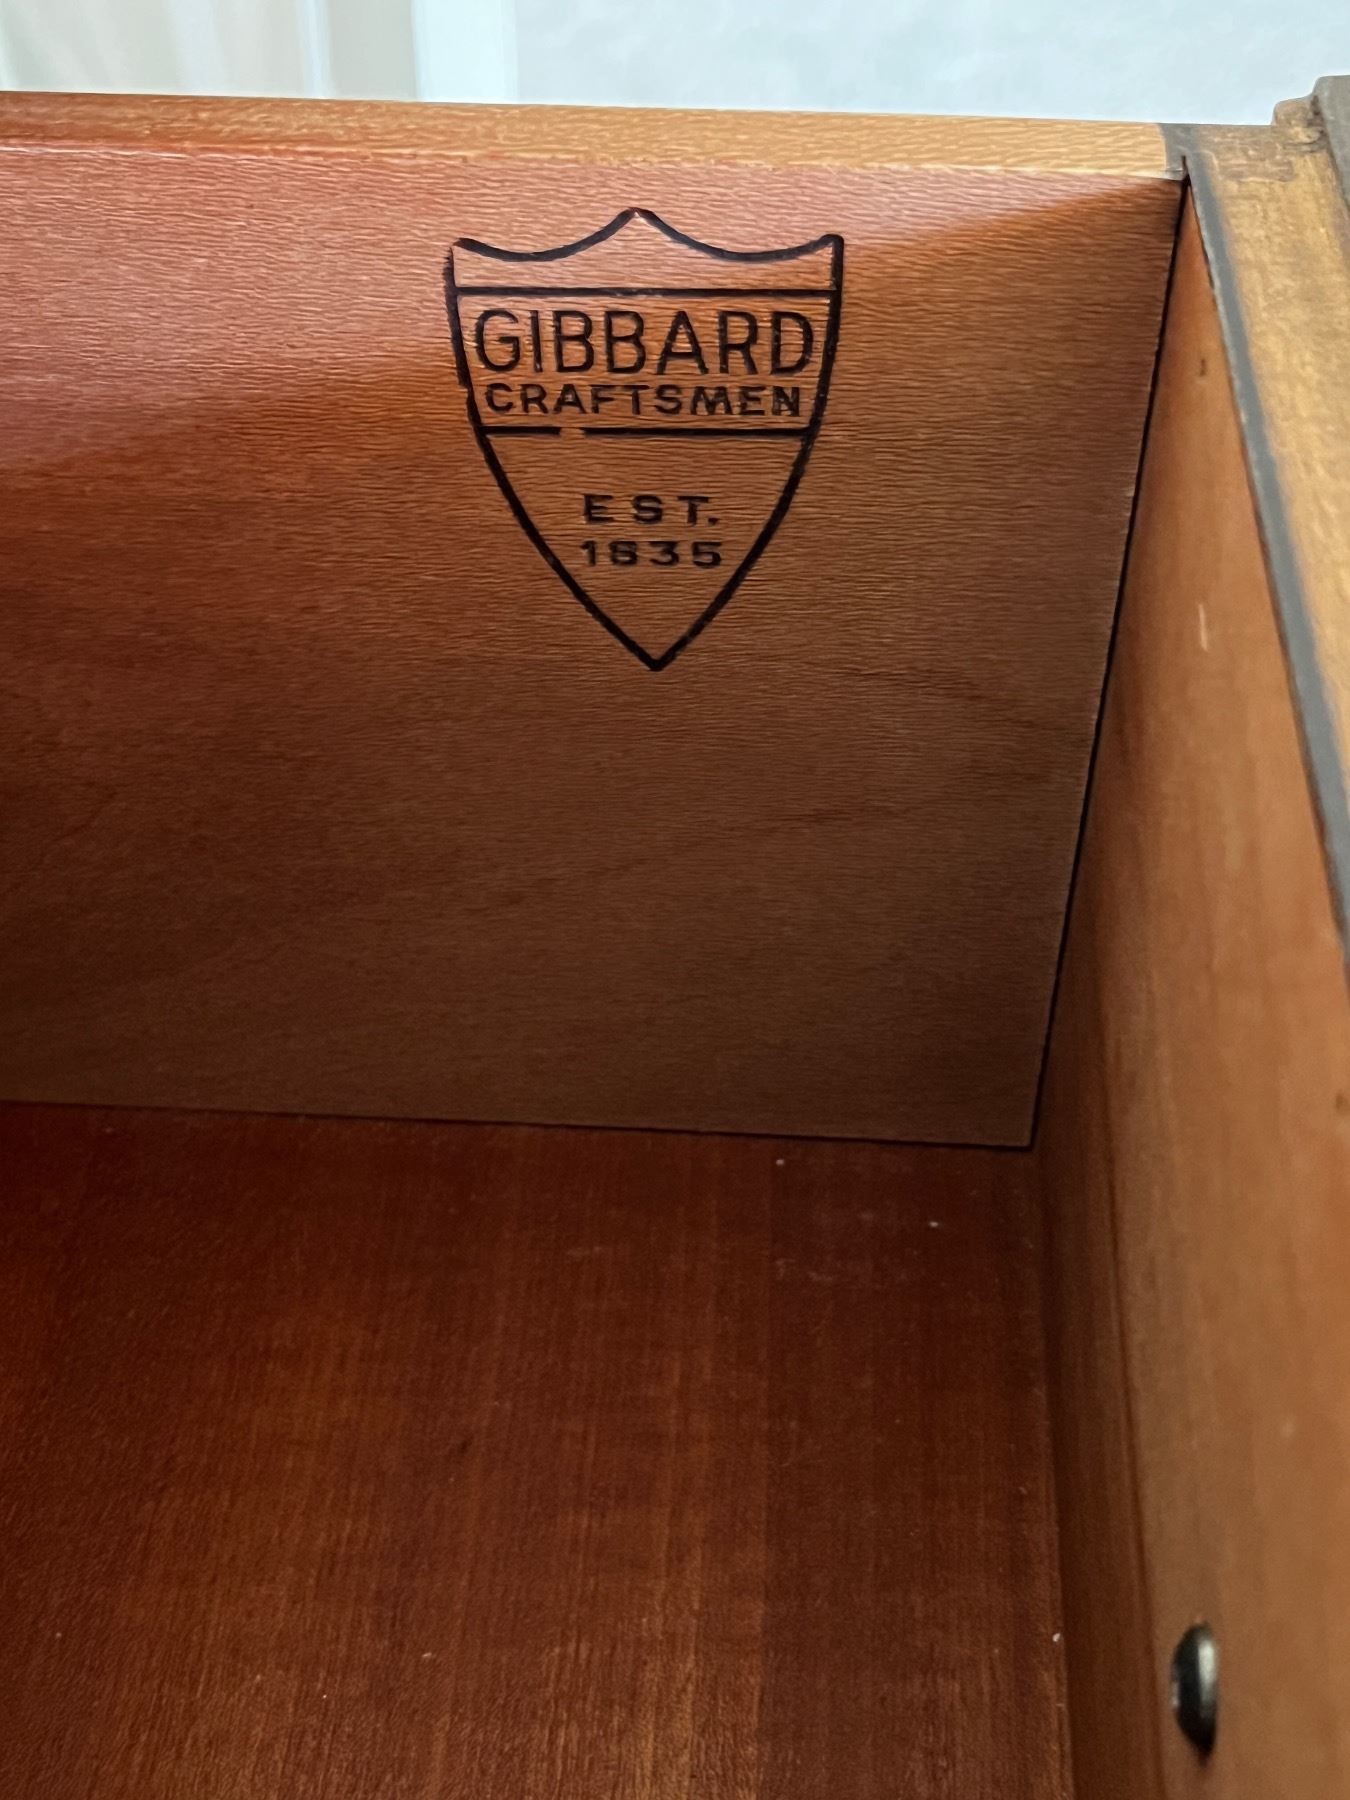 GIBBARD
CRAFTSMEN
EST.
1835